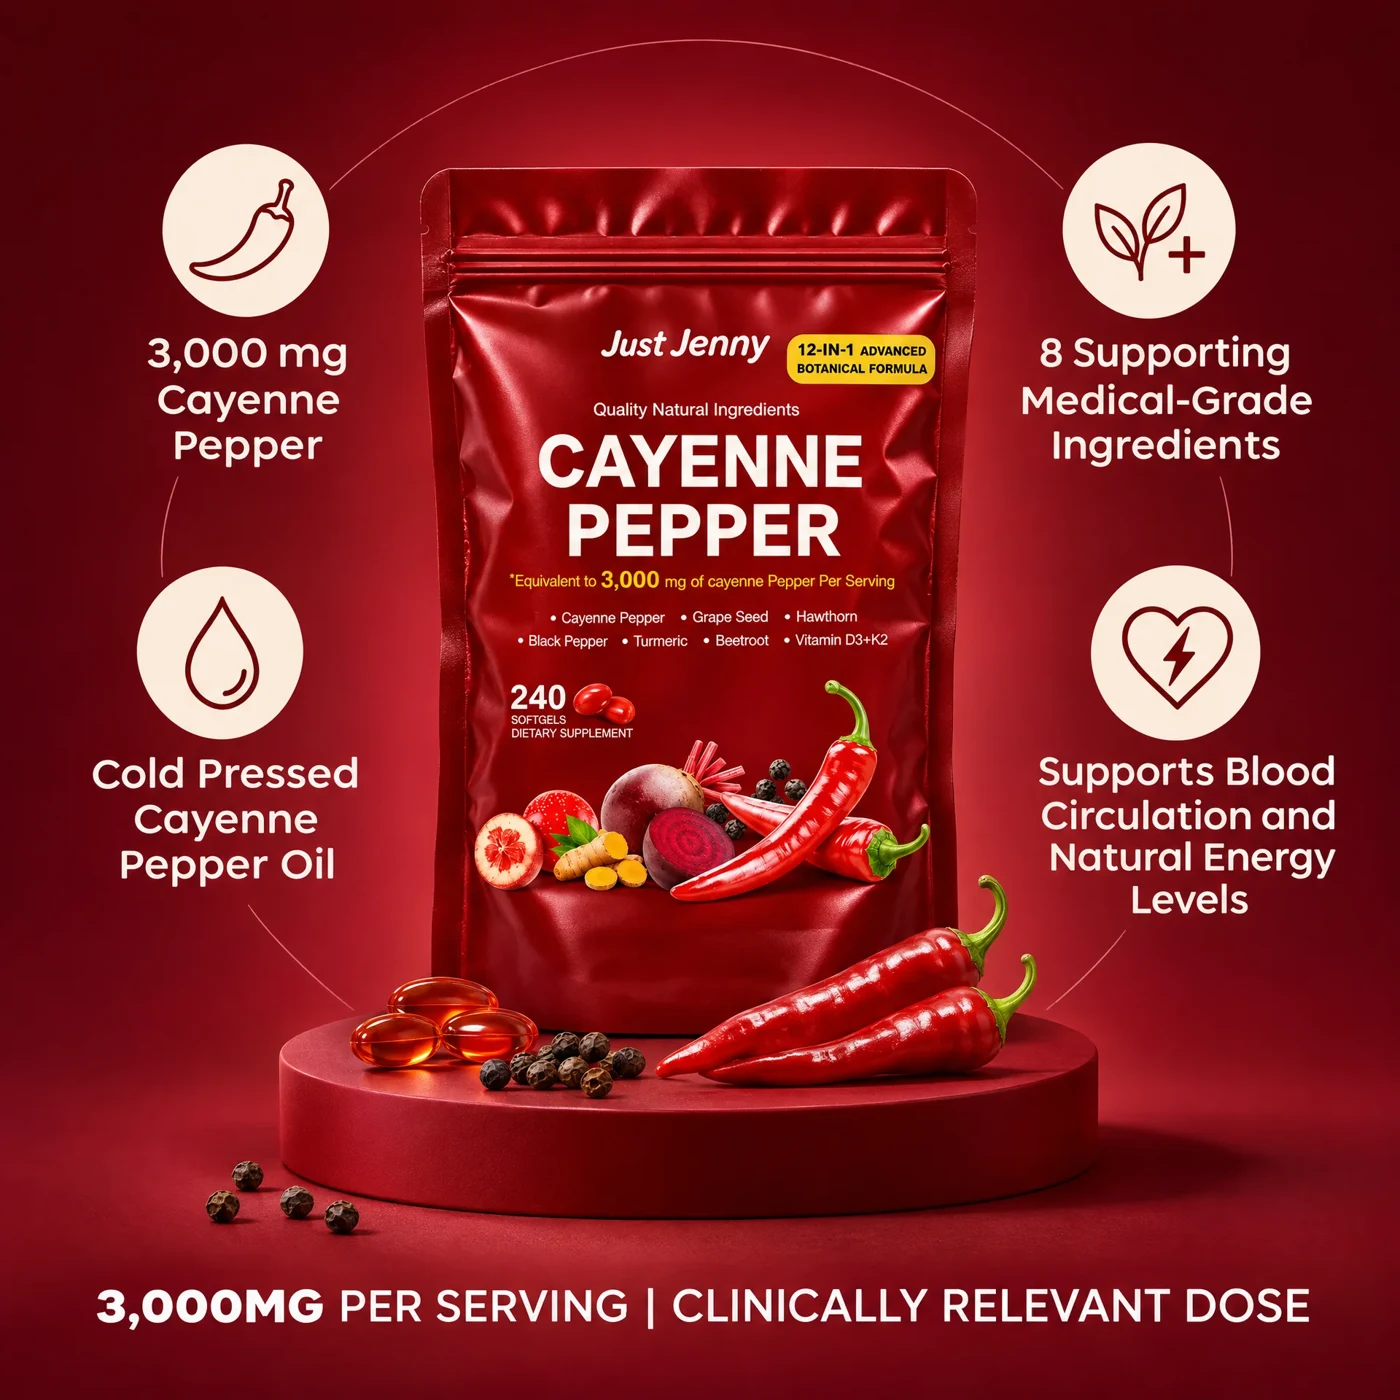 3,000 mg
Cayenne
Pepper
Cold Pressed
Cayenne
Pepper Oil
Just Jenny
12-IN-1 ADVANCED
BOTANICAL FORMULA
Quality Natural Ingredients
CAYENNE
PEPPER
*Equivalent to 3,000 mg of cayenne Pepper Per Serving
• Cayenne Pepper • Grape Seed • Hawthorn
• Black Pepper • Turmeric • Beetroot • Vitamin D3+K2
240
SOFTGELS
DIETARY SUPPLEMENT
8 Supporting
Medical-Grade
Ingredients
Supports Blood
Circulation and
Natural Energy
Levels
3,000MG PER SERVING | CLINICALLY RELEVANT DOSE